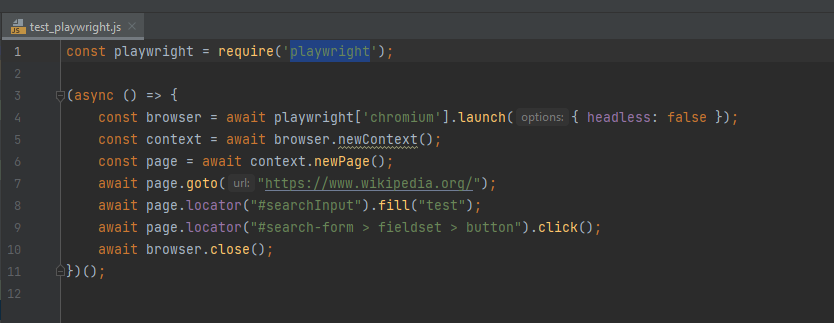 test_playwright.js
1 const playwright = require('playwright');
2
3 (async () => {
4 const browser = await playwright['chromium'].launch( options: { headless: false });
5 const context = await browser.newContext();
6 const page = await context.newPage();
7 await page.goto( url: "https://www.wikipedia.org/");
8 await page.locator("#searchInput").fill("test");
9 await page.locator("#search-form > fieldset > button").click();
10 await browser.close();
11 })();
12